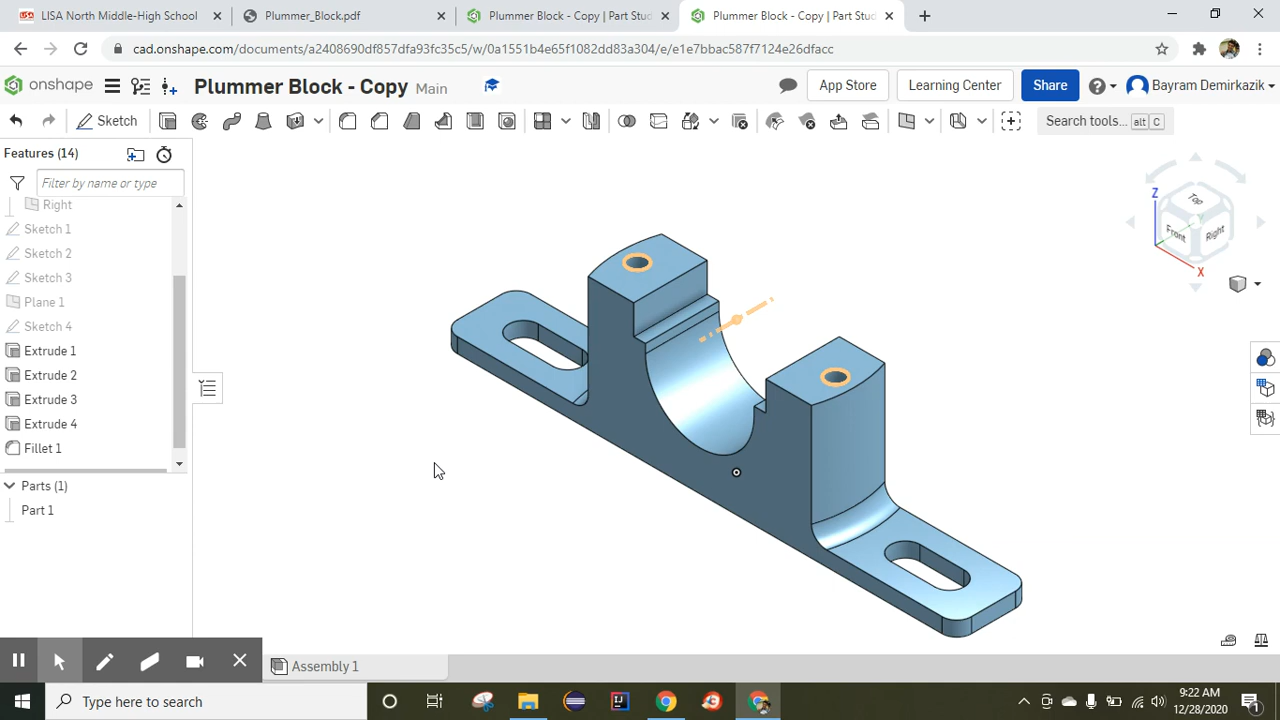 LISA North Middle-High School
Plummer_Block.pdf
Plummer Block - Copy | Part Stud
Plummer Block - Copy | Part Stud
cad.onshape.com/documents/a2408690df857dfa93fc35c5/w/0a1551b4e65f1082dd83a304/e/e1e7bbac587f7124e26dfacc
onshape
Plummer Block - Copy Main
App Store
Learning Center
Share
Bayram Demirkazik
Sketch
Search tools... alt C
Features (14)
Filter by name or type
Right
Sketch 1
Sketch 2
Sketch 3
Plane 1
Sketch 4
Extrude 1
Extrude 2
Extrude 3
Extrude 4
Fillet 1
Parts (1)
Part 1
Z
Top
Front
Right
X
Assembly 1
Type here to search
9:22 AM
12/28/2020
1